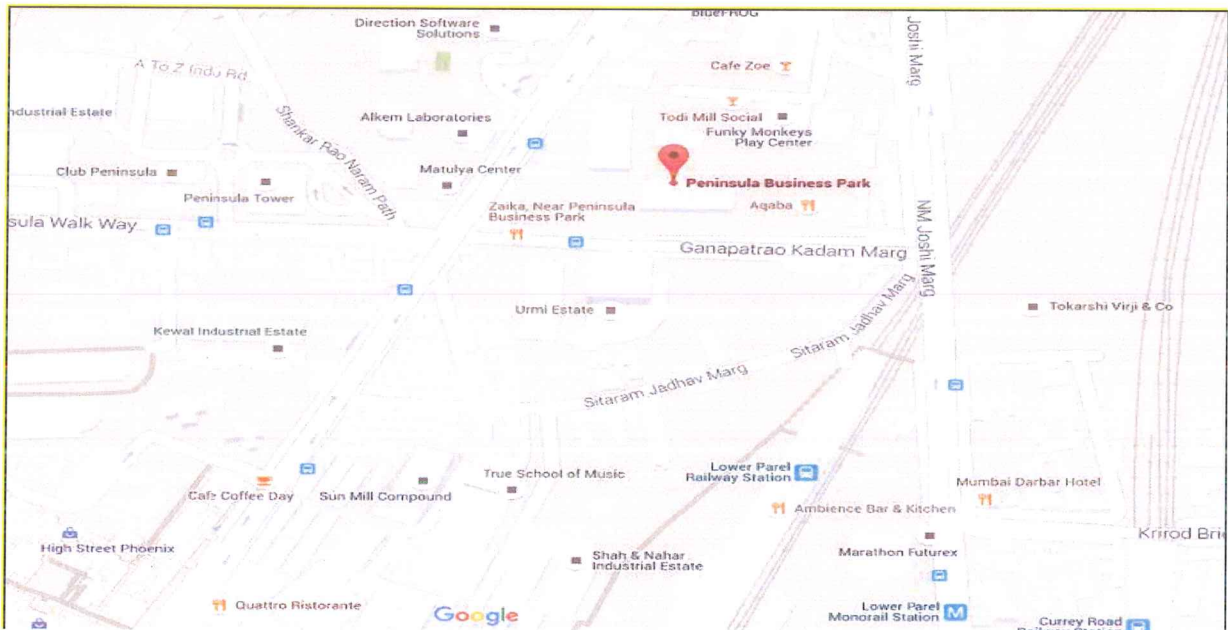 blueFROG
Direction Software
Solutions
Joshi Marg
Cafe Zoe
A To Z Indu Rd
ndustrial Estate
Shankar Rao Naram Path
Alkem Laboratories
Todi Mill Social
Funky Monkeys
Play Center
Club Peninsula
Matulya Center
Peninsula Business Park
Peninsula Tower
Zaika, Near Peninsula
Business Park
Aqaba
sula Walk Way
NM Joshi Marg
Ganapatrao Kadam Marg
Urmi Estate
Sitaram Jadhav Marg
Tokarshi Virji & Co
Kewal Industrial Estate
Sitaram Jadhav Marg
Lower Parel
Railway Station
True School of Music
Mumbai Darbar Hotel
Cafe Coffee Day
Sun Mill Compound
Ambience Bar & Kitchen
High Street Phoenix
Shah & Nahar
Industrial Estate
Marathon Futurex
Krirod Bri
Quattro Ristorante
Google
Lower Parel
Monorail Station
M
Currey Road
Railway Station